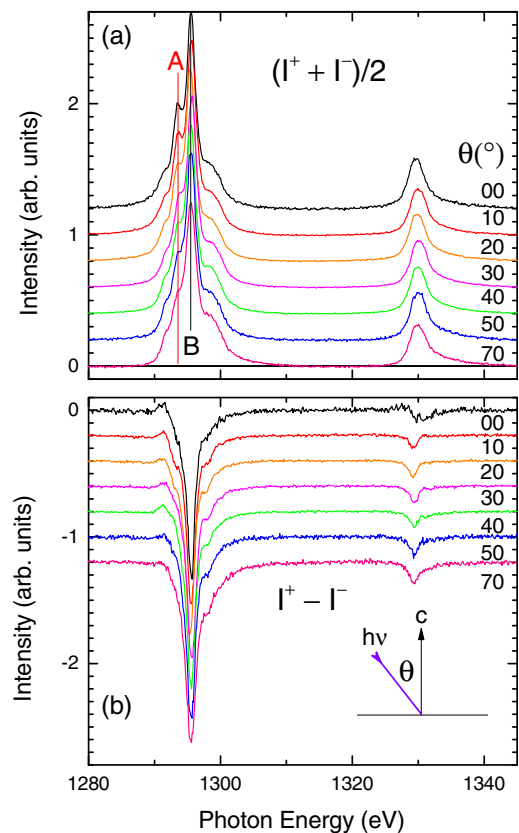 (a)
A
(I⁺ + I⁻)/2
2
θ(°)
00
10
1
20
30
40
50
B
70
0
Intensity (arb. units)
0
00
10
20
30
-1
40
50
I⁺ − I⁻
70
c
hν
θ
-2
(b)
Intensity (arb. units)
1280
1300
1320
1340
Photon Energy (eV)